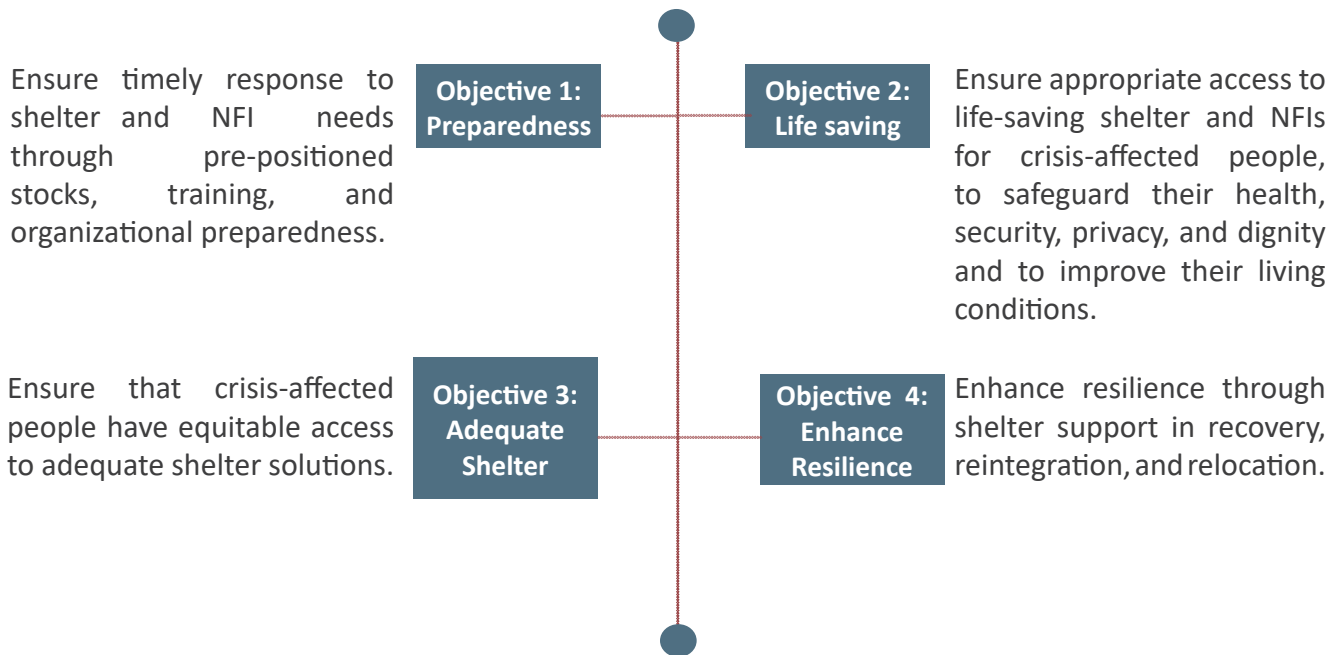 Ensure timely response to
shelter and NFI needs
through pre-positioned
stocks, training, and
organizational preparedness.
Objective 1:
Preparedness
Objective 2:
Life saving
Ensure appropriate access to
life-saving shelter and NFIs
for crisis-affected people,
to safeguard their health,
security, privacy, and dignity
and to improve their living
conditions.
Ensure that crisis-affected
people have equitable access
to adequate shelter solutions.
Objective 3:
Adequate
Shelter
Objective 4:
Enhance
Resilience
Enhance resilience through
shelter support in recovery,
reintegration, and relocation.